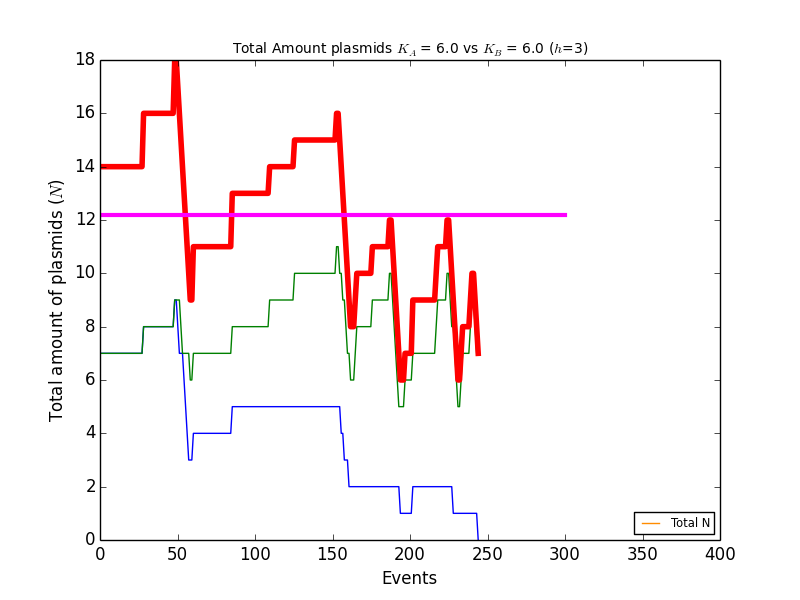 Total Amount plasmids K_A = 6.0 vs K_B = 6.0 (h=3)
18
16
14
12
10
8
6
4
2
0
Total amount of plasmids (N)
0 50 100 150 200 250 300 350 400
Events
Total N